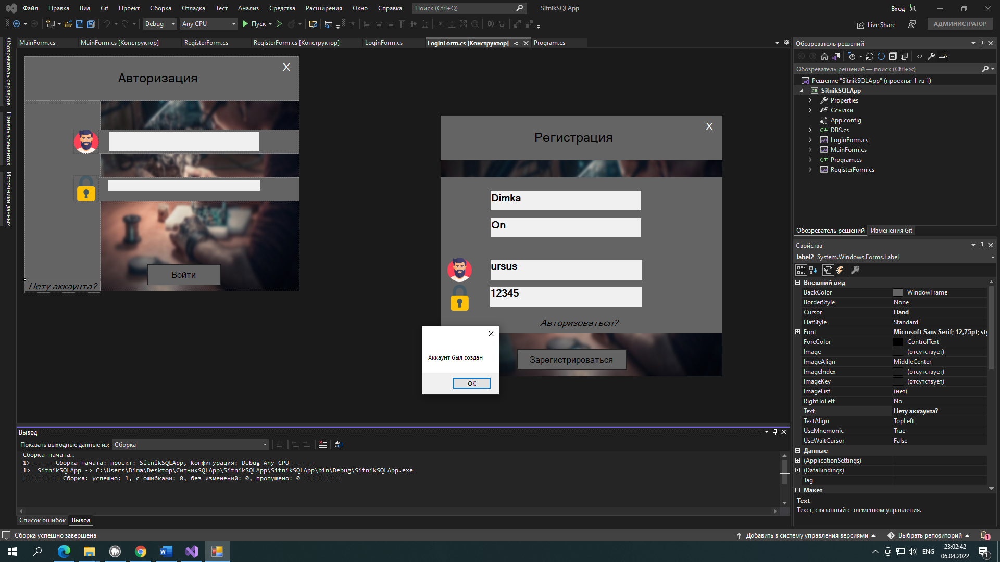 Файл Правка Вид Git Проект Сборка Отладка Тест Анализ Средства Расширения Окно Справка Поиск (Ctrl+Q) SitnikSQLApp Вход
Debug Any CPU Пуск Live Share АДМИНИСТРАТОР
MainForm.cs MainForm.cs [Конструктор] RegisterForm.cs RegisterForm.cs [Конструктор] LoginForm.cs LoginForm.cs [Конструктор] Program.cs
Обозреватель серверов
Панель элементов
Источники данных
X
Авторизация
Войти
Нету аккаунта?
X
Регистрация
Dimka
On
ursus
12345
Авторизоваться?
Зарегистрироваться
Аккаунт был создан
ОК
Обозреватель решений
Обозреватель решений — поиск (Ctrl+ж)
Решение "SitnikSQLApp" (проекты: 1 из 1)
SitnikSQLApp
Properties
Ссылки
App.config
C# DBS.cs
LoginForm.cs
MainForm.cs
C# Program.cs
RegisterForm.cs
Обозреватель решений Изменения Git
Свойства
label2 System.Windows.Forms.Label
Внешний вид
BackColor WindowFrame
BorderStyle None
Cursor Hand
FlatStyle Standard
Font Microsoft Sans Serif; 12,75pt; sty
ForeColor ControlText
Image (отсутствует)
ImageAlign MiddleCenter
ImageIndex (отсутствует)
ImageKey (отсутствует)
ImageList (нет)
RightToLeft No
Text Нету аккаунта?
TextAlign TopLeft
UseMnemonic True
UseWaitCursor False
Данные
(ApplicationSettings)
(DataBindings)
Tag
Макет
Text
Текст, связанный с элементом управления.
Вывод
Показать выходные данные из: Сборка
Сборка начата…
1>------ Сборка начата: проект: SitnikSQLApp, Конфигурация: Debug Any CPU ------
1>  SitnikSQLApp -> C:\Users\Dima\Desktop\СитникSQLApp\SitnikSQLApp\SitnikSQLApp\bin\Debug\SitnikSQLApp.exe
========== Сборка: успешно: 1, с ошибками: 0, без изменений: 0, пропущено: 0 ==========
Список ошибок Вывод
Сборка успешно завершена Добавить в систему управления версиями Выбрать репозиторий 1
ENG 23:02:42
06.04.2022 1